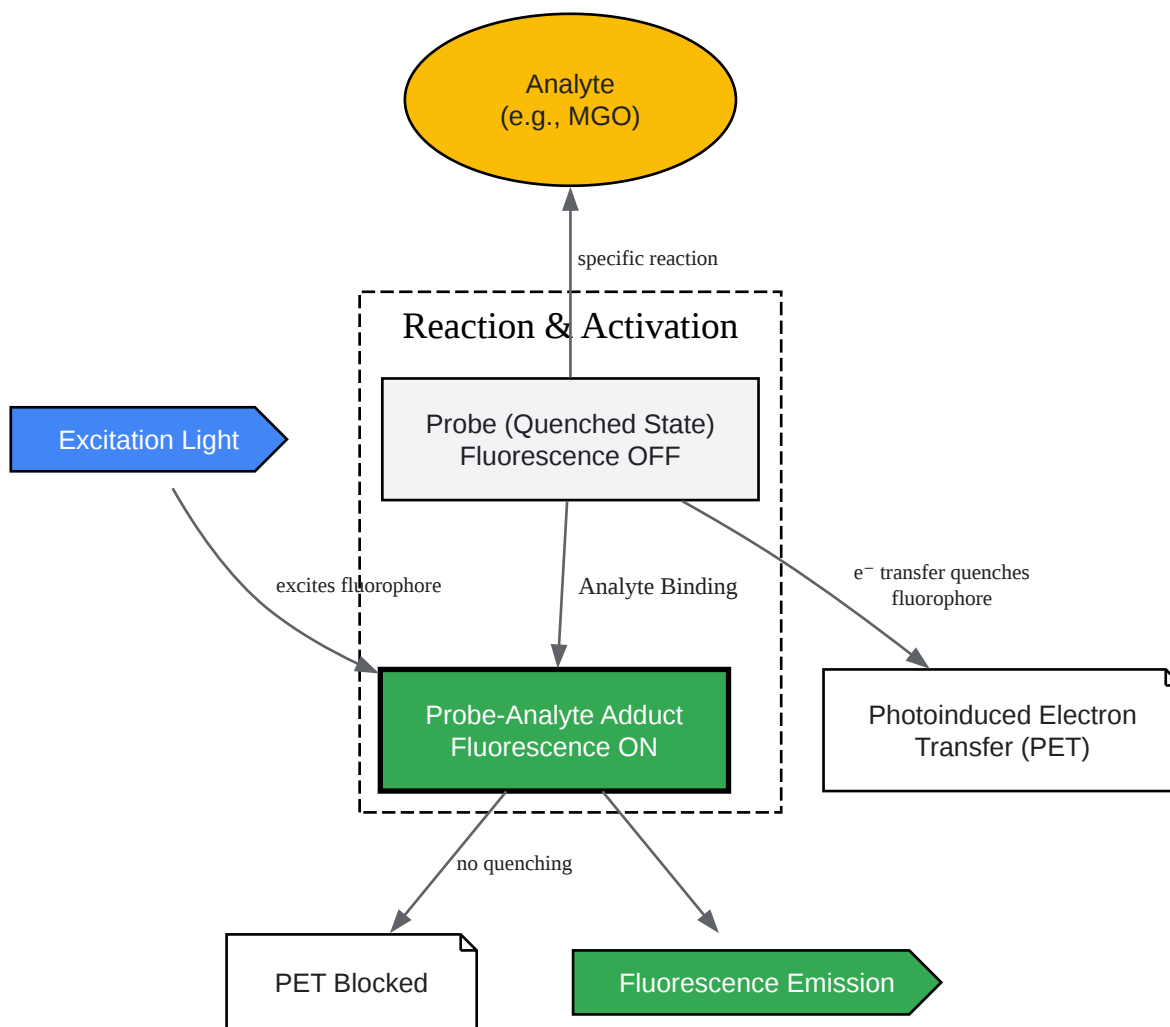 Analyte
(e.g., MGO)
specific reaction
Reaction & Activation
Probe (Quenched State)
Fluorescence OFF
Excitation Light
excites fluorophore
Analyte Binding
e⁻ transfer quenches
fluorophore
Probe-Analyte Adduct
Fluorescence ON
Photoinduced Electron
Transfer (PET)
no quenching
PET Blocked
Fluorescence Emission